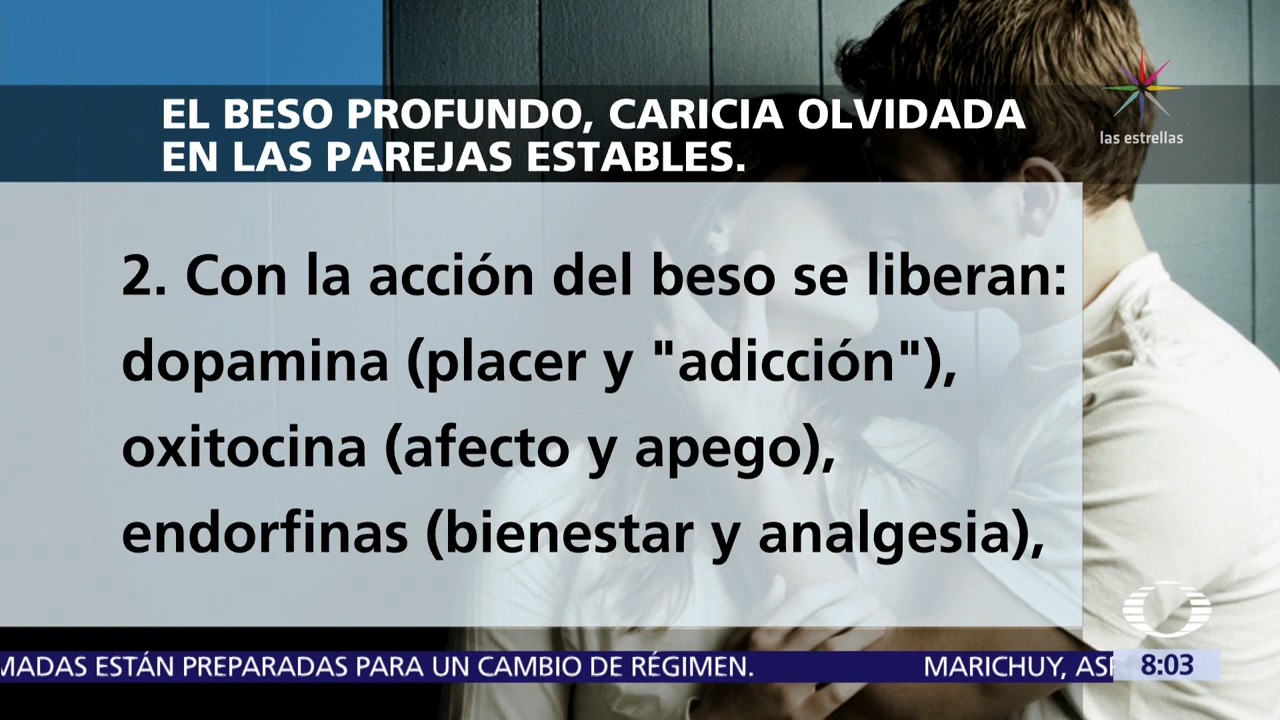 EL BESO PROFUNDO, CARICIA OLVIDADA
EN LAS PAREJAS ESTABLES.
las estrellas
2. Con la acción del beso se liberan:
dopamina (placer y "adicción"),
oxitocina (afecto y apego),
endorfinas (bienestar y analgesia),
MADAS ESTÁN PREPARADAS PARA UN CAMBIO DE RÉGIMEN. MARICHUY, 8:03